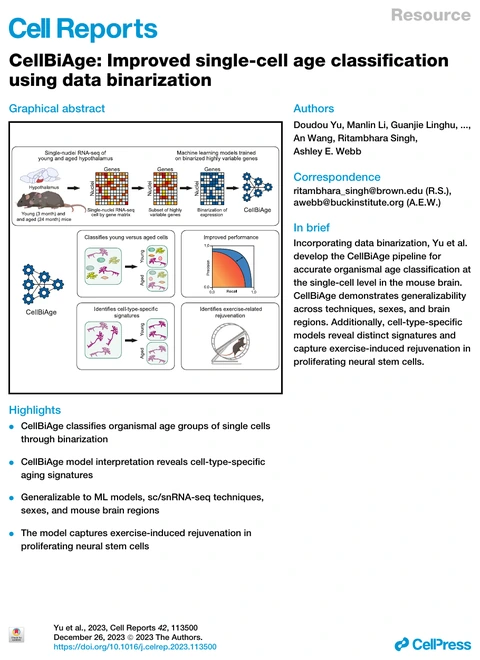 Resource
Cell Reports
CellBiAge: Improved single-cell age classification
using data binarization
Graphical abstract
Single-nuclei RNA-seq of
young and aged hypothalamus
Machine learning models trained
on binarized highly variable genes
Hypothalamus
Young (3 month) and
and aged (24 month) mice
Genes
Nuclei
Single-nuclei RNA-seq
cell by gene matrix
Genes
Nuclei
Subset of highly
variable genes
Genes
Nuclei
Binarization of
expression
CellBiAge
CellBiAge
Classifies young versus aged cells
Young
Aged
Improved performance
1.0
Precision
0.0
0.0
Recall
1.0
Identifies cell-type-specific
signatures
Young
Aged
Identifies exercise-related
rejuvenation
Highlights
CellBiAge classifies organismal age groups of single cells
through binarization
CellBiAge model interpretation reveals cell-type-specific
aging signatures
Generalizable to ML models, sc/snRNA-seq techniques,
sexes, and mouse brain regions
The model captures exercise-induced rejuvenation in
proliferating neural stem cells
Authors
Doudou Yu, Manlin Li, Guanjie Linghu, ...,
An Wang, Ritambhara Singh,
Ashley E. Webb
Correspondence
ritambhara_singh@brown.edu (R.S.),
awebb@buckinstitute.org (A.E.W.)
In brief
Incorporating data binarization, Yu et al.
develop the CellBiAge pipeline for
accurate organismal age classification at
the single-cell level in the mouse brain.
CellBiAge demonstrates generalizability
across techniques, sexes, and brain
regions. Additionally, cell-type-specific
models reveal distinct signatures and
capture exercise-induced rejuvenation in
proliferating neural stem cells.
Yu et al., 2023, Cell Reports 42, 113500
December 26, 2023 © 2023 The Authors.
https://doi.org/10.1016/j.celrep.2023.113500
CellPress